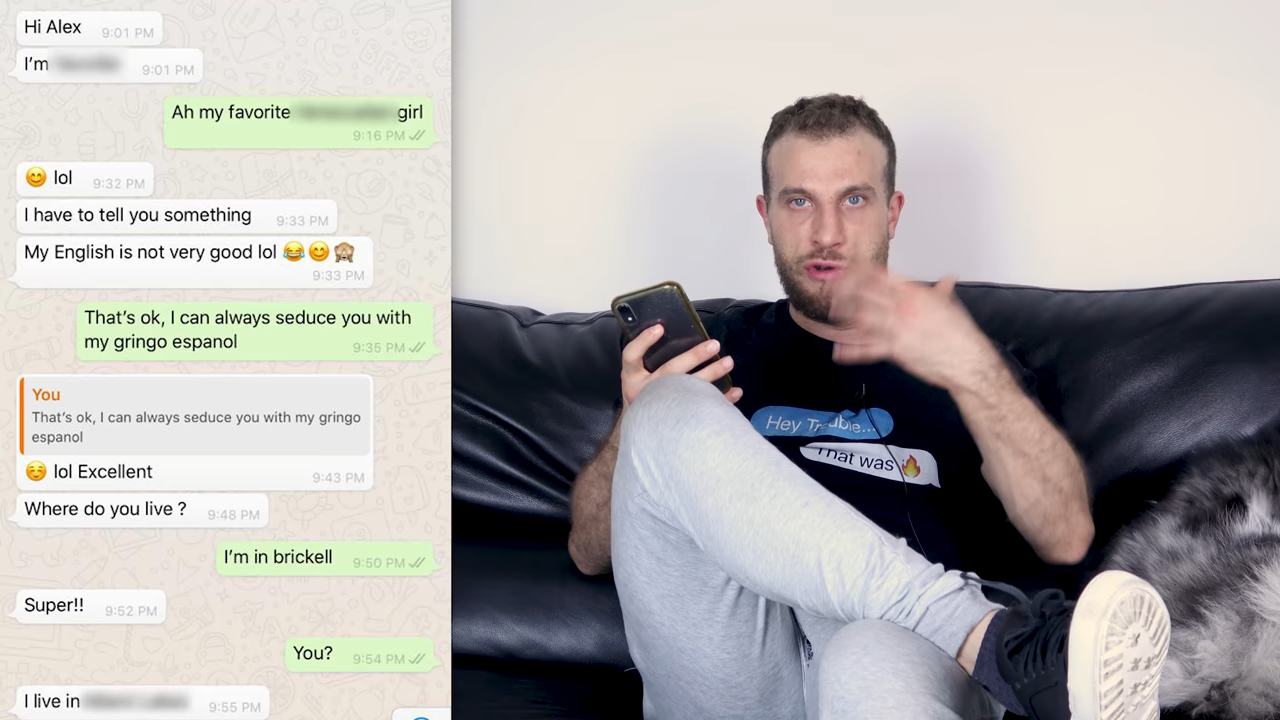 Hi Alex 9:01 PM
I'm 9:01 PM
Ah my favorite girl
9:16 PM
😊 lol 9:32 PM
I have to tell you something 9:33 PM
My English is not very good lol 😂😊🙈
9:33 PM
That's ok, I can always seduce you with
my gringo espanol 9:35 PM
You
That's ok, I can always seduce you with my gringo
espanol
☺️ lol Excellent 9:43 PM
Where do you live ? 9:48 PM
I'm in brickell 9:50 PM
Super!! 9:52 PM
You? 9:54 PM
I live in 9:55 PM
Hey Trouble...
That was 🔥